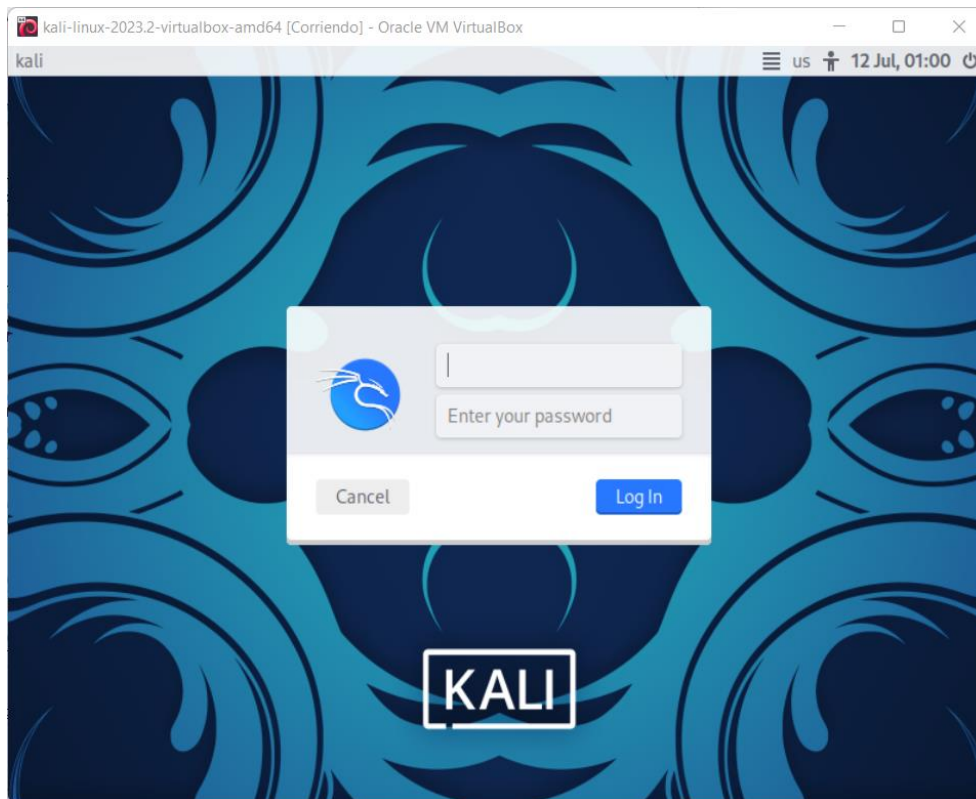 kali-linux-2023.2-virtualbox-amd64 [Corriendo] - Oracle VM VirtualBox
kali us 12 Jul, 01:00
Enter your password
Cancel Log In
KALI